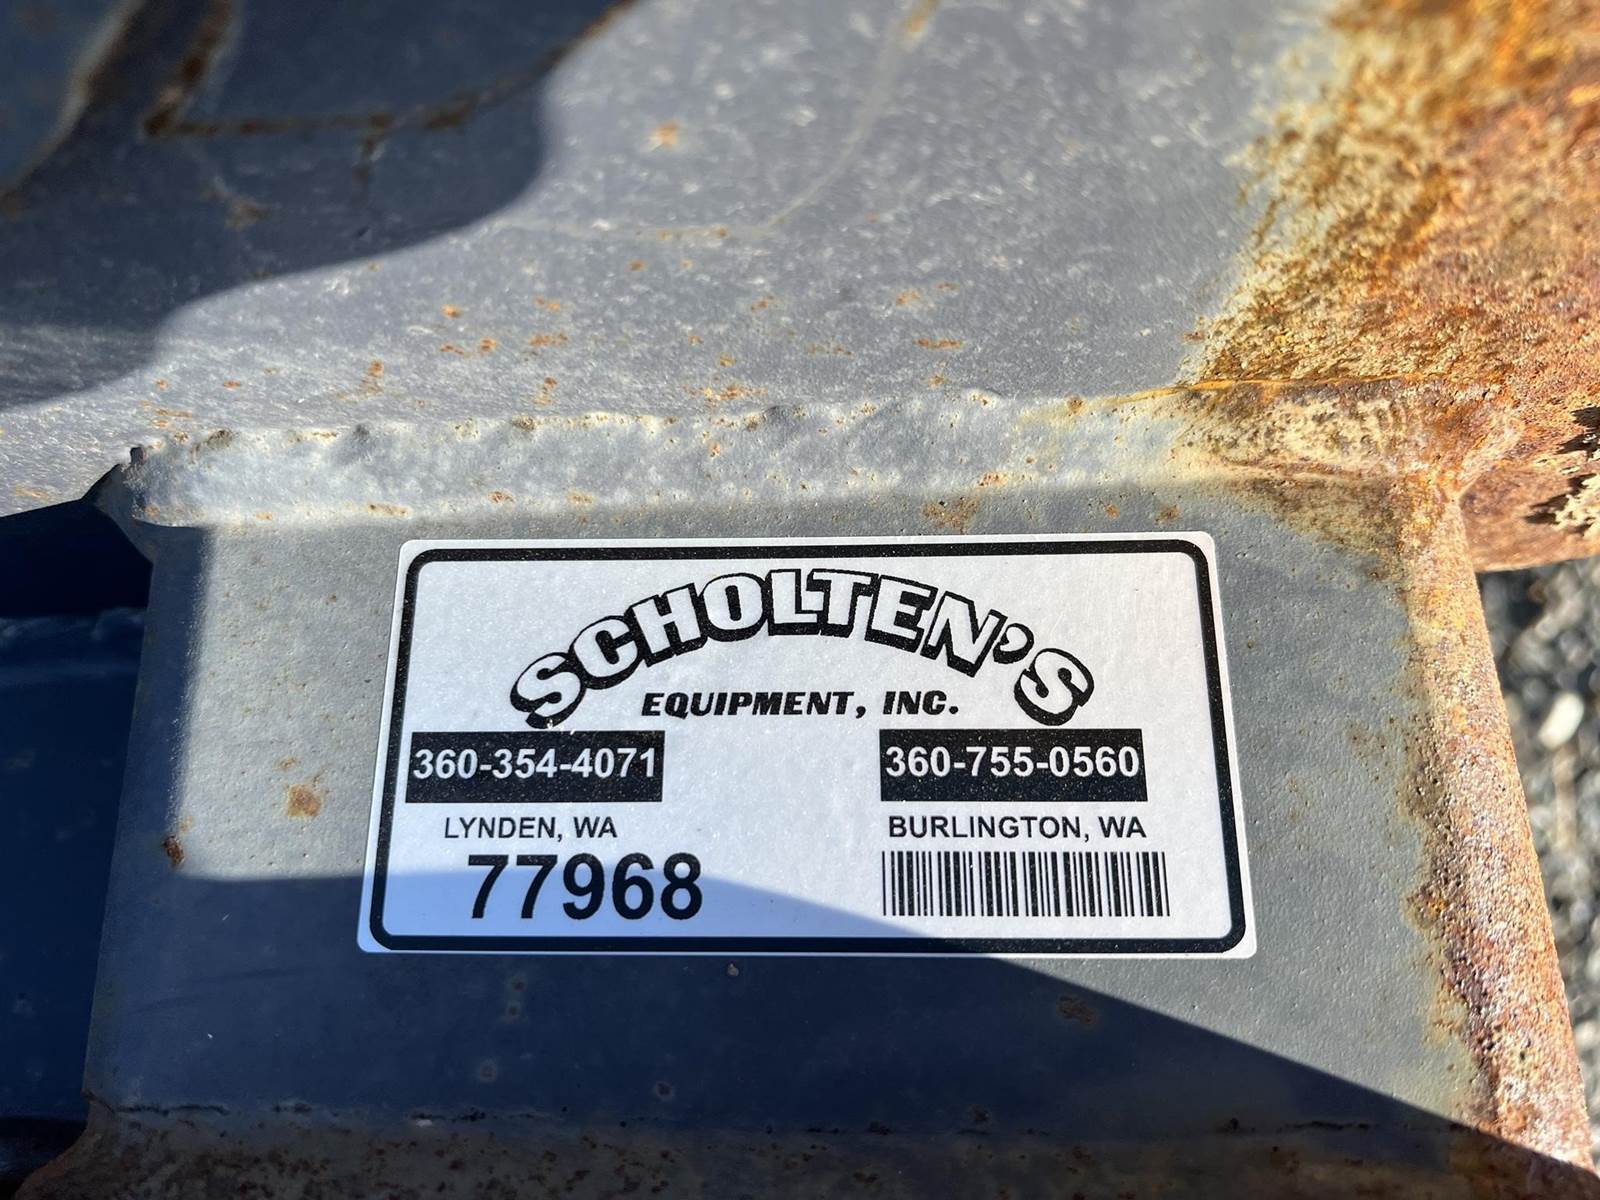 SCHOLTEN'S
EQUIPMENT, INC.
360-354-4071 360-755-0560
LYNDEN, WA BURLINGTON, WA
77968